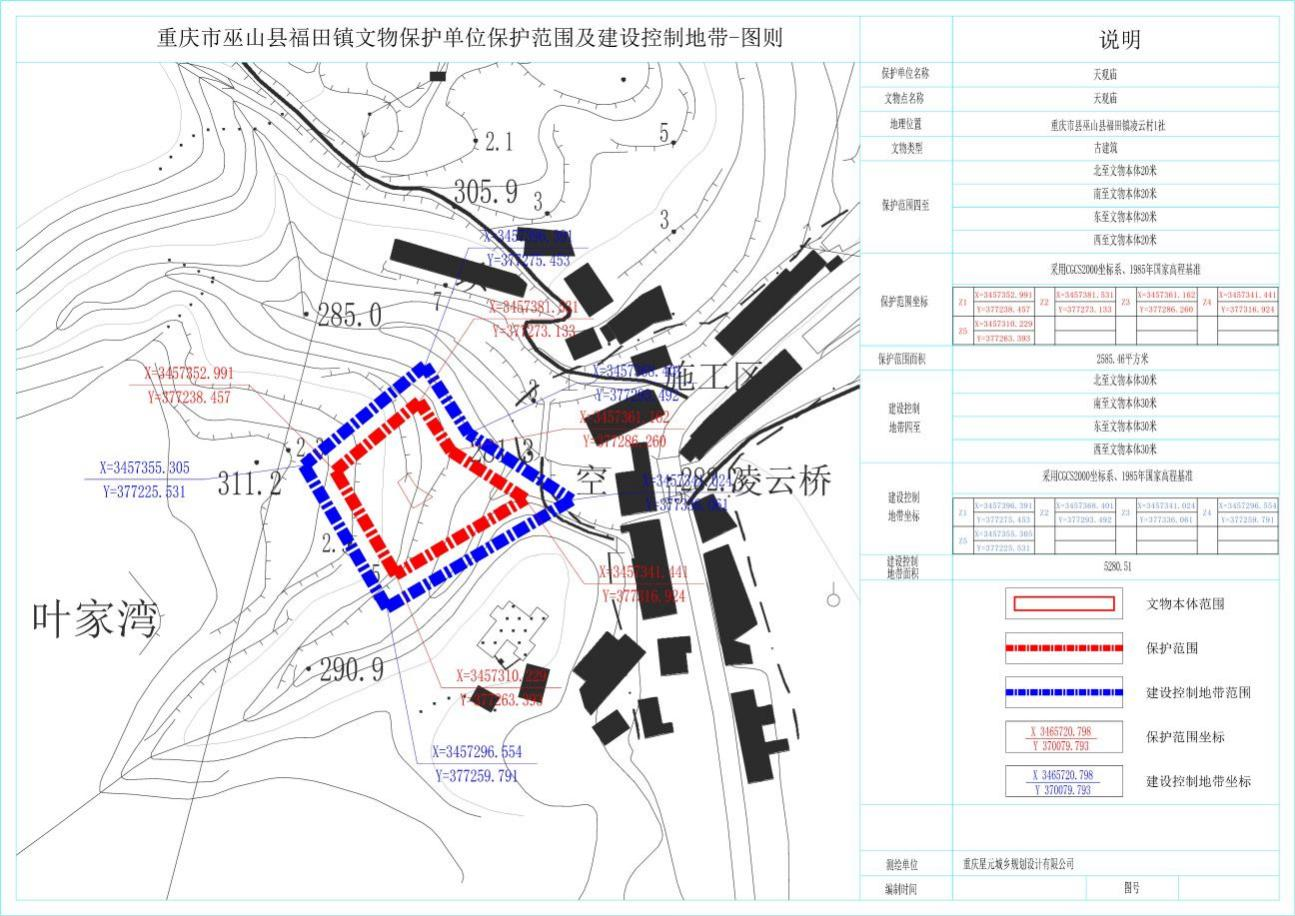 重庆市巫山县福田镇文物保护单位保护范围及建设控制地带-图则
2.1
5
305.9
3
3
285.0
7
X=3457396.391
Y=377275.453
X=3457381.531
Y=377273.133
X=3457352.991
Y=377238.457
施工区
Y=377293.492
X=3457361.162
Y=377286.260
X=3457355.305
Y=377225.531
311.2
空
凌云桥
X=3457341.441
Y=377316.924
叶家湾
290.9
X=3457310.229
Y=377263.393
X=3457296.554
Y=377259.791
说明
保护单位名称 天观庙
文物点名称 天观庙
地理位置 重庆市县巫山县福田镇凌云村1社
文物类型 古建筑
保护范围四至
北至文物本体20米
南至文物本体20米
东至文物本体20米
西至文物本体20米
保护范围坐标
采用CGCS2000坐标系、1985年国家高程基准
Z1 X=3457352.991 Y=377238.457
Z2 X=3457381.531 Y=377273.133
Z3 X=3457361.162 Y=377286.260
Z4 X=3457341.441 Y=377316.924
Z5 X=3457310.229 Y=377263.393
保护范围面积 2585.46平方米
建设控制
地带四至
北至文物本体30米
南至文物本体30米
东至文物本体30米
西至文物本体30米
建设控制
地带坐标
采用CGCS2000坐标系、1985年国家高程基准
Z1 X=3457396.391 Y=377275.453
Z2 X=3457368.401 Y=377293.492
Z3 X=3457341.024 Y=377336.061
Z4 X=3457296.554 Y=377259.791
Z5 X=3457355.305 Y=377225.531
建设控制
地带面积
5280.51
文物本体范围
保护范围
建设控制地带范围
X 3465720.798
Y 370079.793
保护范围坐标
X 3465720.798
Y 370079.793
建设控制地带坐标
测绘单位 重庆星元城乡规划设计有限公司
编制时间 图号